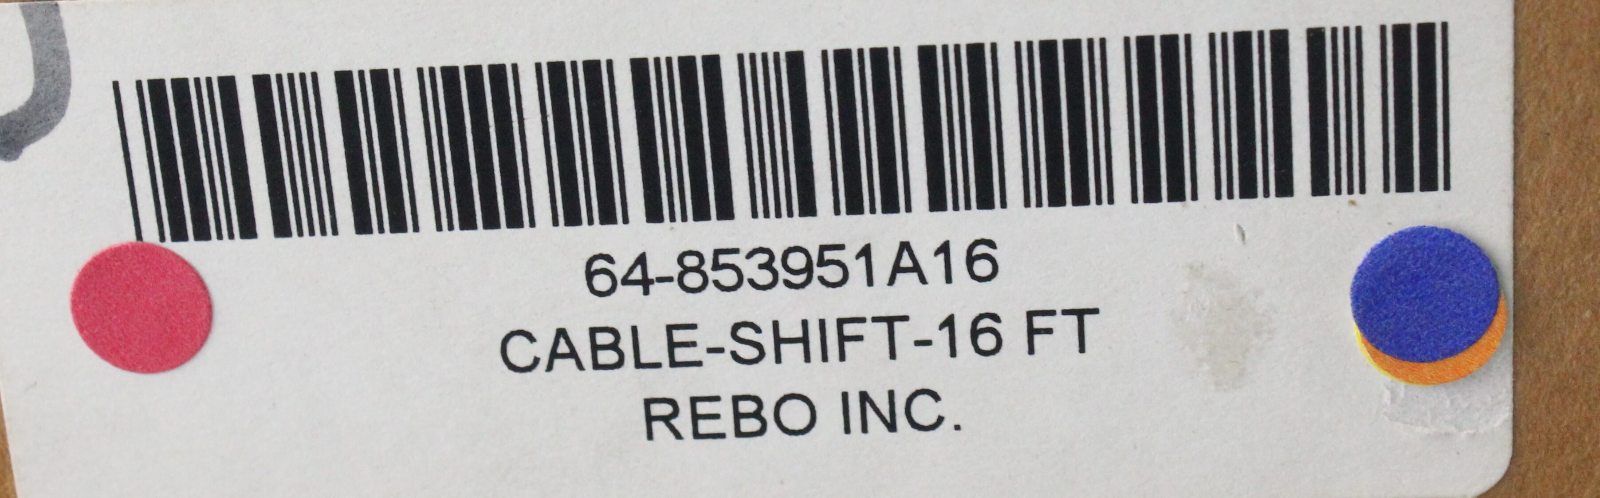 64-853951A16
CABLE-SHIFT-16 FT
REBO INC.